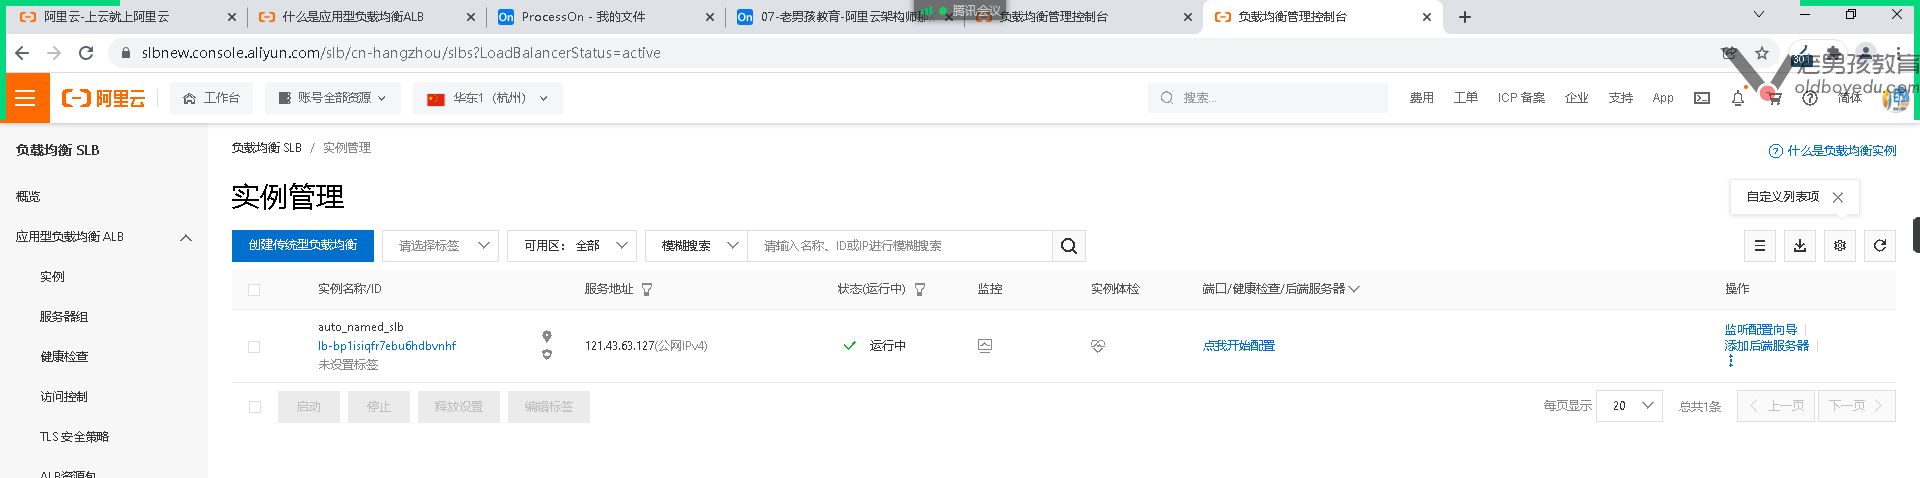 阿里云-上云就上阿里云
什么是应用型负载均衡ALB
ProcessOn - 我的文件
07-老男孩教育-阿里云架构师
腾讯会议
负载均衡管理控制台
负载均衡管理控制台
slbnew.console.aliyun.com/slb/cn-hangzhou/slbs?LoadBalancerStatus=active
老男孩教育
oldboyedu.com
阿里云
工作台
账号全部资源
华东1（杭州）
搜索...
费用
工单
ICP 备案
企业
支持
App
简体
负载均衡 SLB
概览
应用型负载均衡 ALB
实例
服务器组
健康检查
访问控制
TLS 安全策略
ALB资源包
负载均衡 SLB / 实例管理
什么是负载均衡实例
实例管理
自定义列表项
创建传统型负载均衡
请选择标签
可用区： 全部
模糊搜索
请输入名称、ID或IP进行模糊搜索
实例名称/ID
服务地址
状态(运行中)
监控
实例体检
端口/健康检查/后端服务器
操作
auto_named_slb
lb-bp1isiqfr7ebu6hdbvnhf
未设置标签
121.43.63.127(公网IPv4)
运行中
点我开始配置
监听配置向导
添加后端服务器
启动
停止
释放设置
编辑标签
每页显示
20
总共1条
上一页
下一页